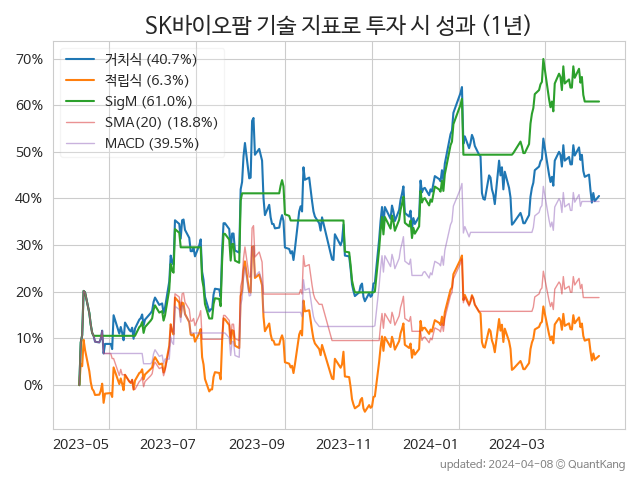 SK바이오팜 기술 지표로 투자 시 성과 (1년)
거치식 (40.7%)
적립식 (6.3%)
SigM (61.0%)
SMA(20) (18.8%)
MACD (39.5%)
70%
60%
50%
40%
30%
20%
10%
0%
2023-05 2023-07 2023-09 2023-11 2024-01 2024-03
updated: 2024-04-08 © QuantKang